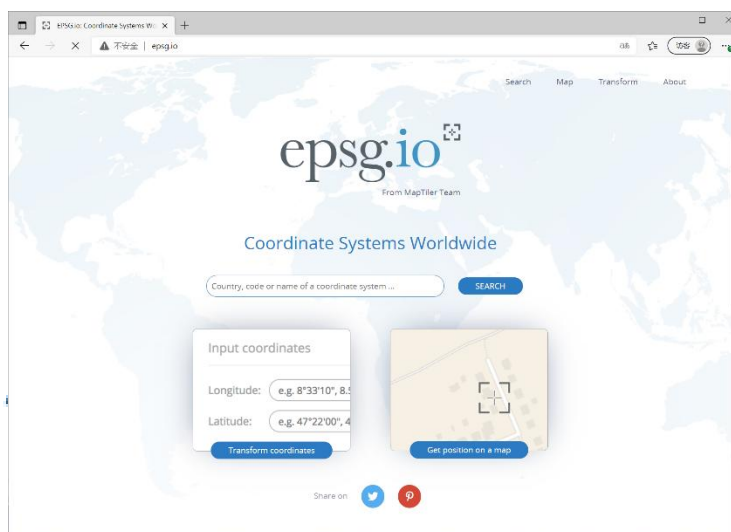 EPSG.io: Coordinate Systems W
不安全 | epsg.io
访客
Search Map Transform About
epsg.io
From MapTiler Team
Coordinate Systems Worldwide
Country, code or name of a coordinate system ...
SEARCH
Input coordinates
Longitude: e.g. 8°33'10", 8.5
Latitude: e.g. 47°22'00", 4
Transform coordinates
Get position on a map
Share on